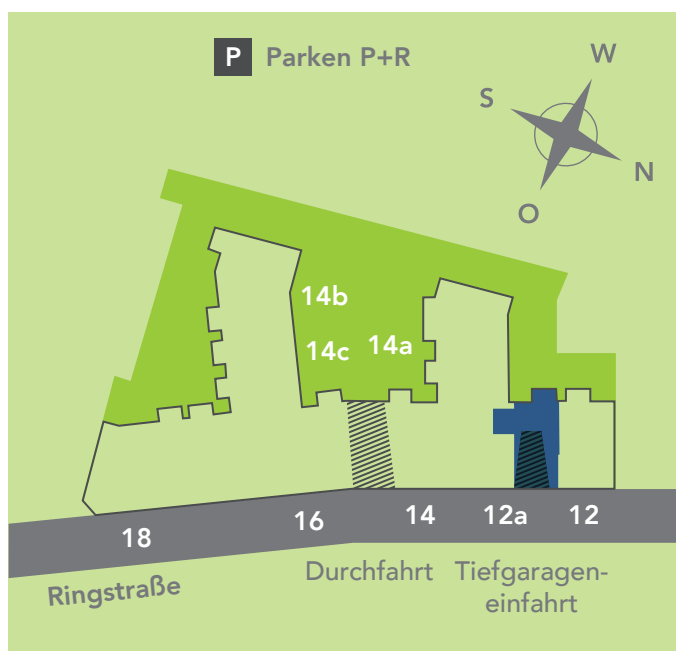 P Parken P+R
W
S
N
O
14b
14c 14a
18 16 14 12a 12
Ringstraße
Durchfahrt
Tiefgaragen-
einfahrt